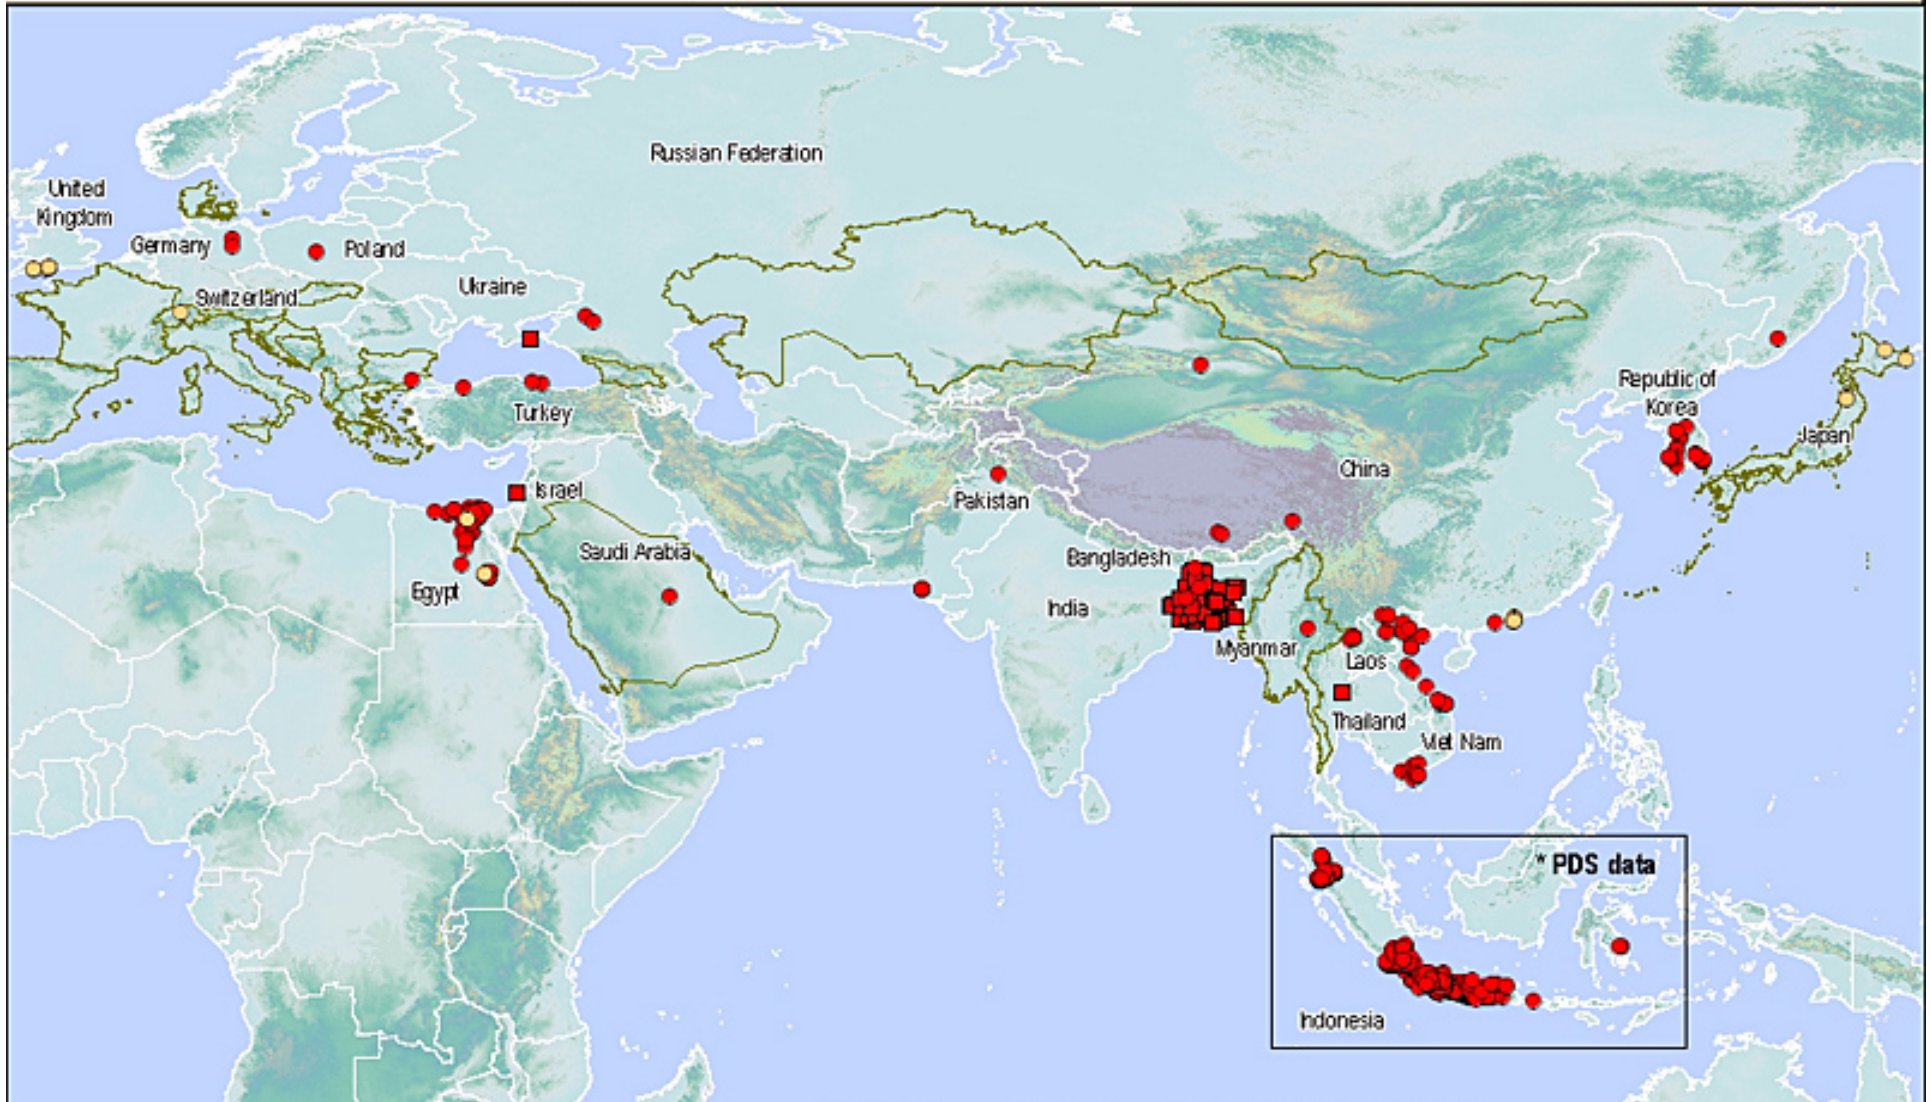 Russian Federation
United
Kingdom
Germany
Poland
Ukraine
Switzerland
Turkey
Republic of
Korea
Japan
China
Israel
Pakistan
Saudi Arabia
Bangladesh
Egypt
India
Myanmar
Laos
Thailand
Viet Nam
* PDS data
Indonesia